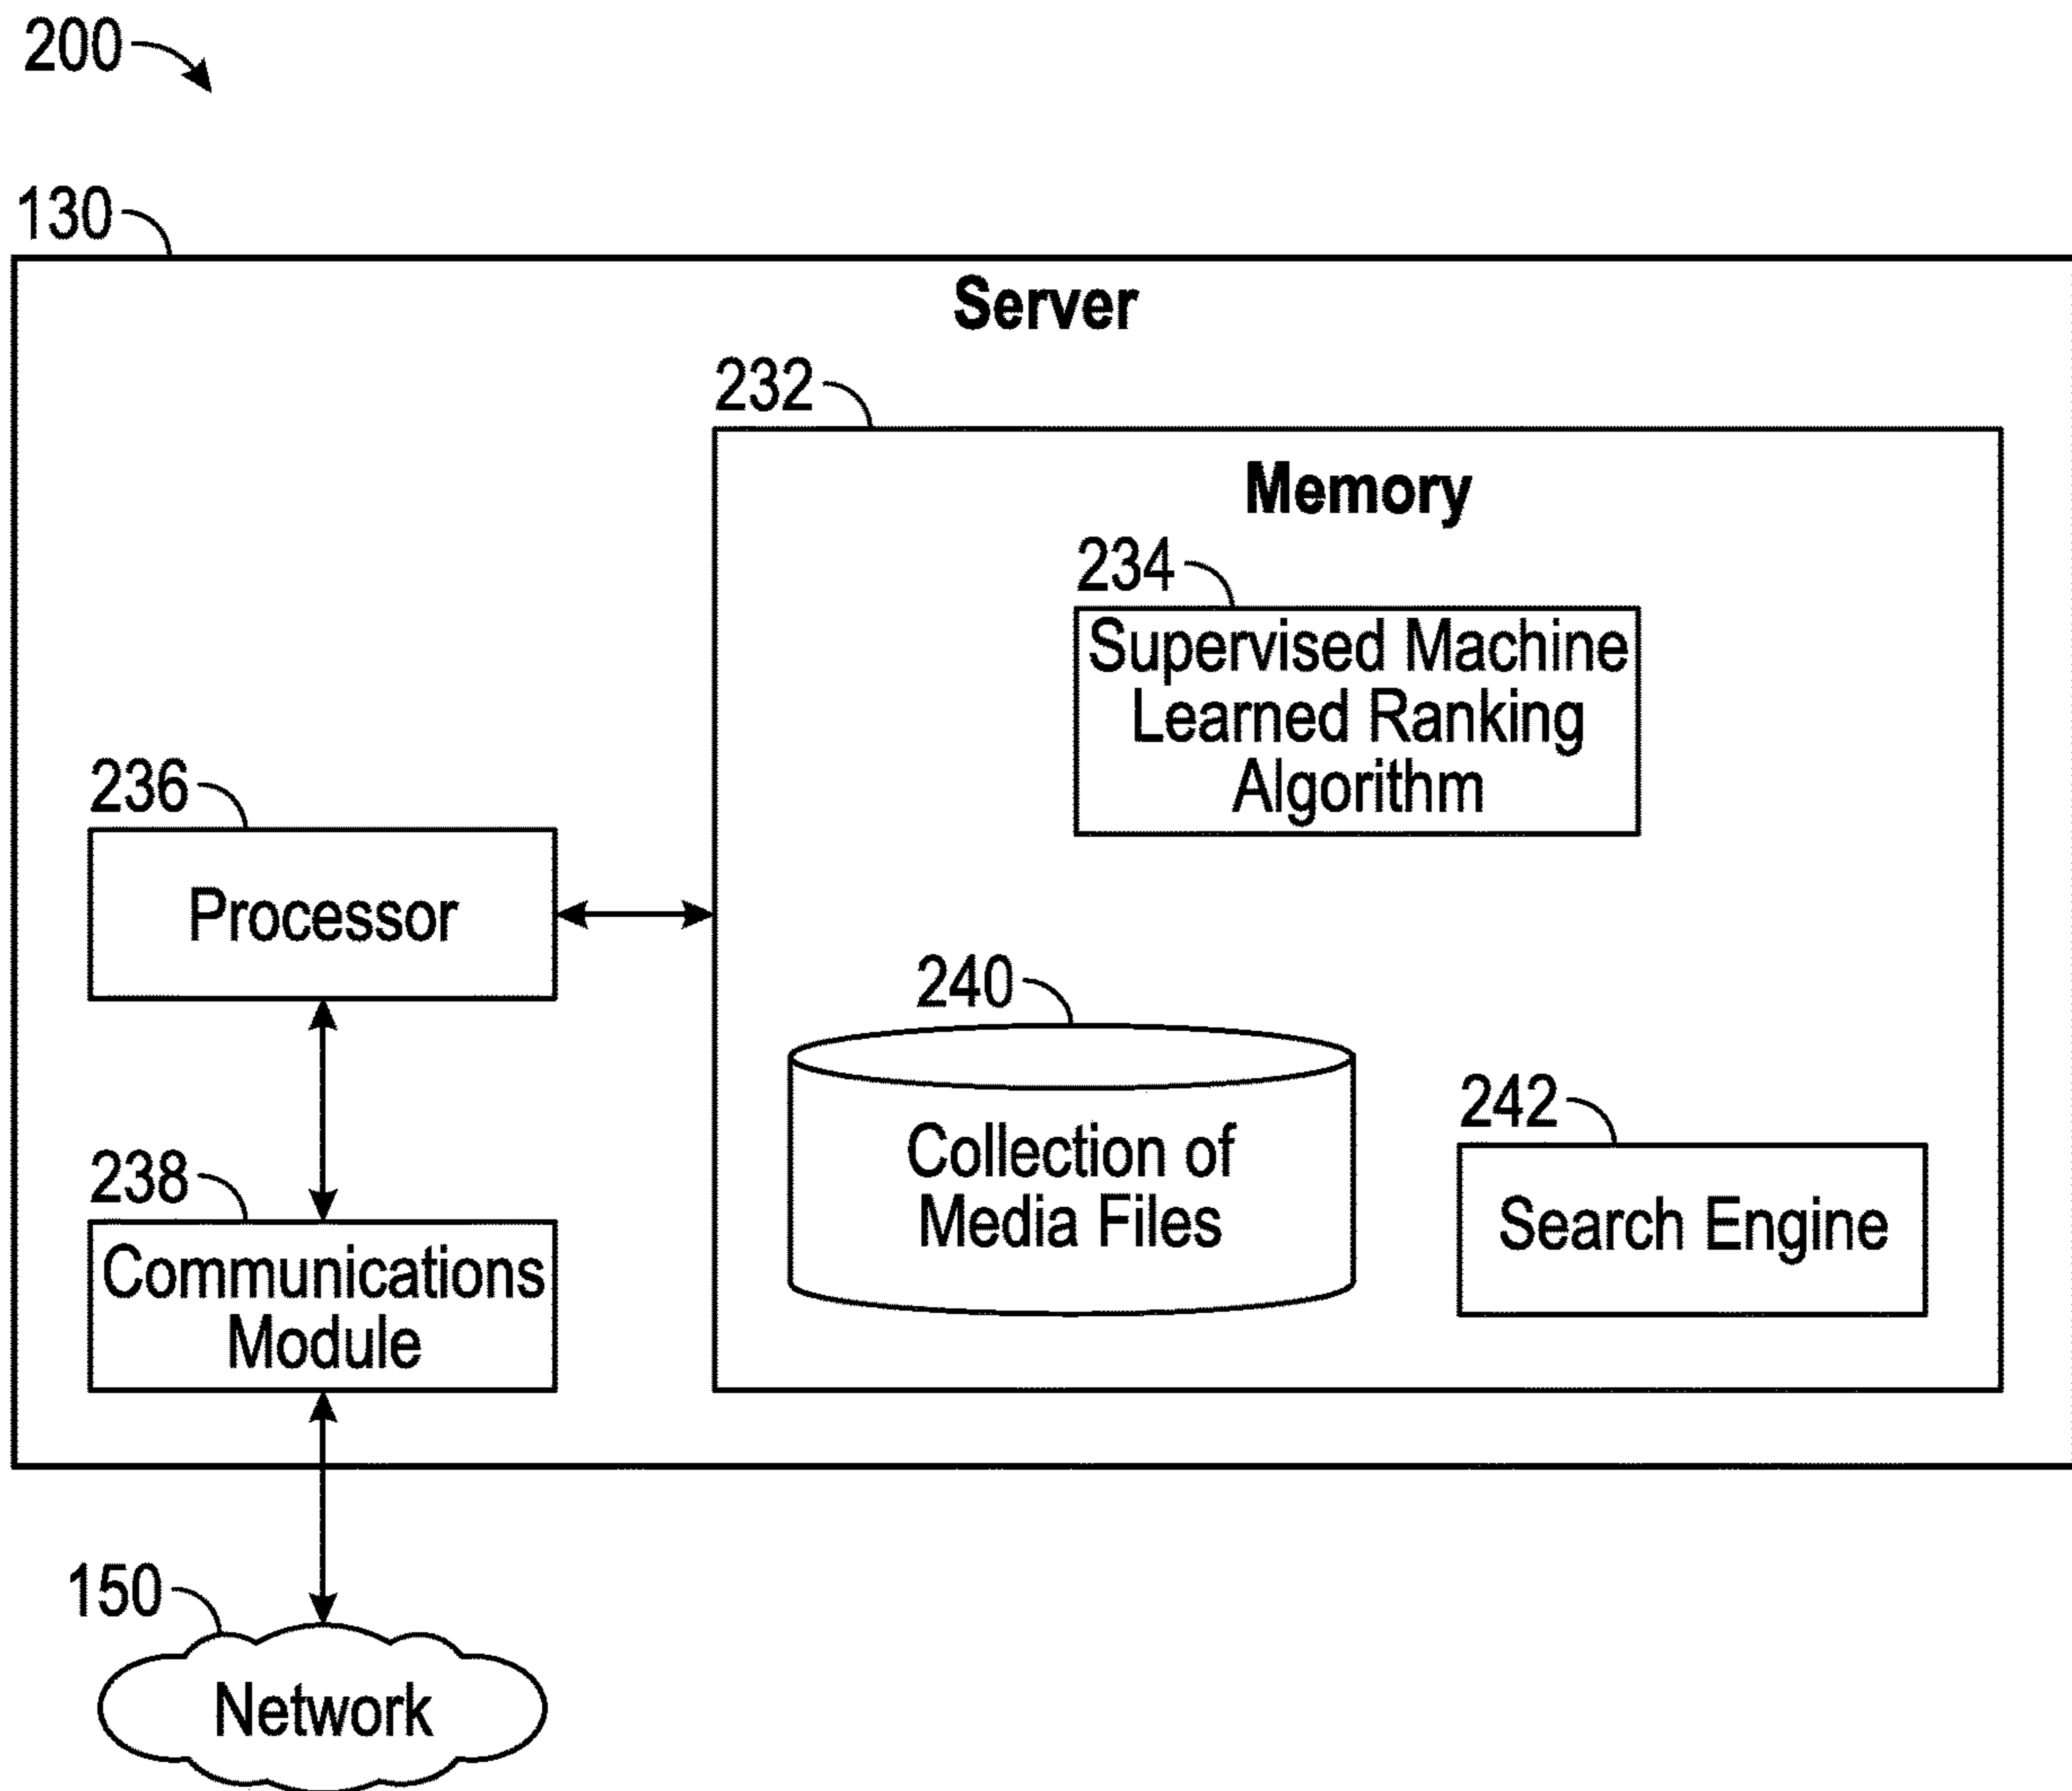 200
130
Server
232
Memory
234
Supervised Machine
Learned Ranking
Algorithm
236
Processor
240
Collection of
Media Files
242
Search Engine
238
Communications
Module
150
Network